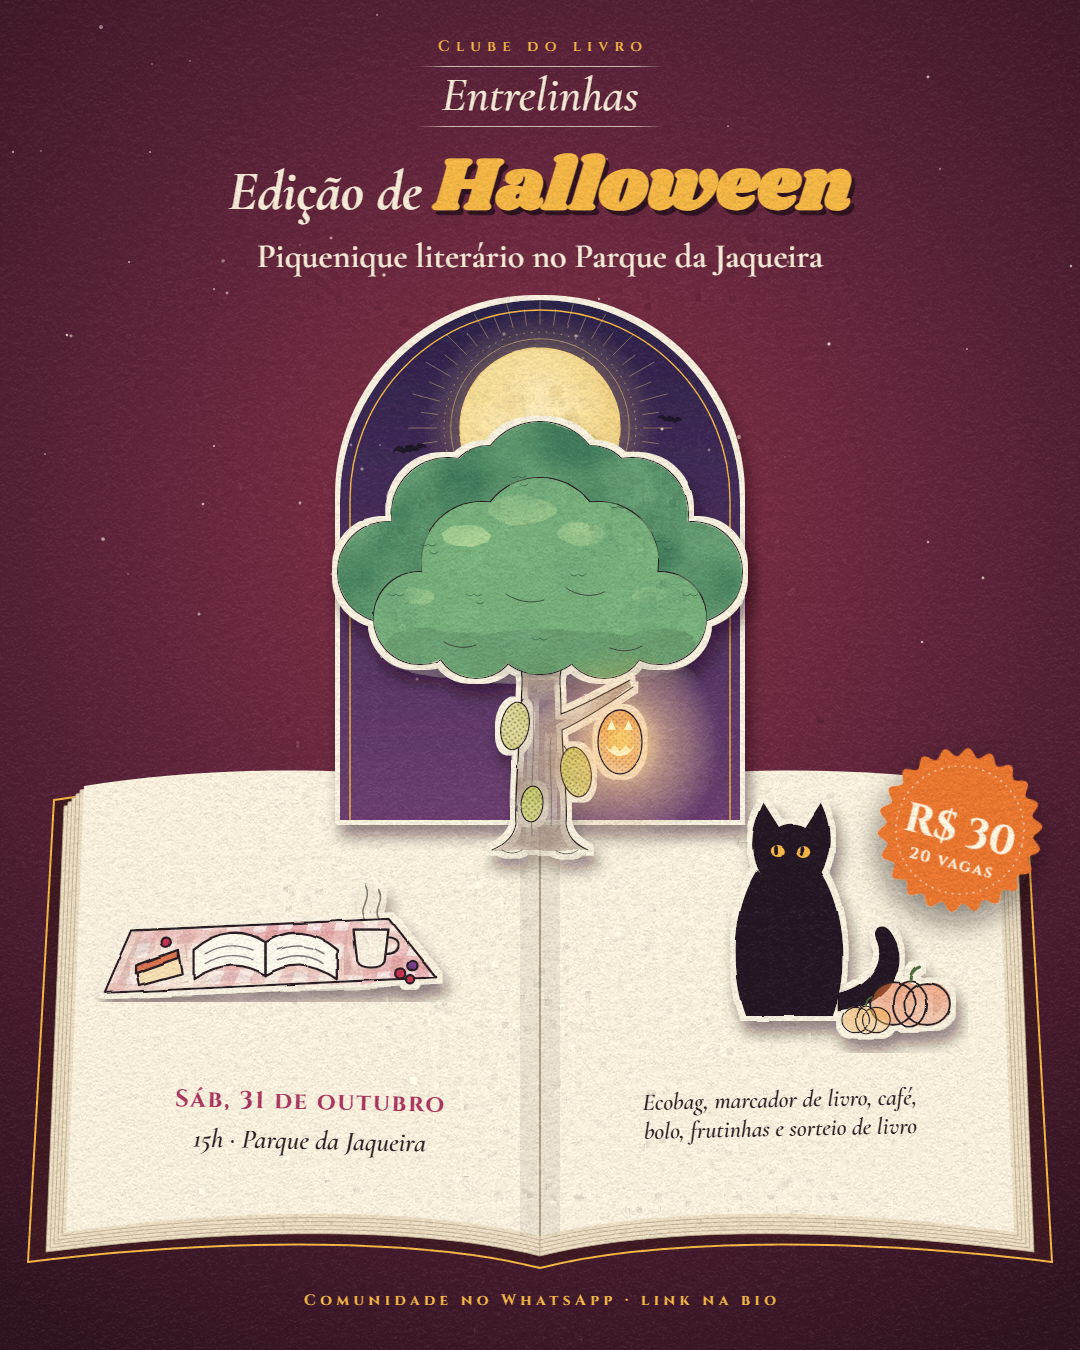 Clube do livro
Entrelinhas
Edição de Halloween
Piquenique literário no Parque da Jaqueira
R$ 30
20 VAGAS
Sáb, 31 de outubro
15h · Parque da Jaqueira
Ecobag, marcador de livro, café,
bolo, frutinhas e sorteio de livro
Comunidade no WhatsApp · link na bio